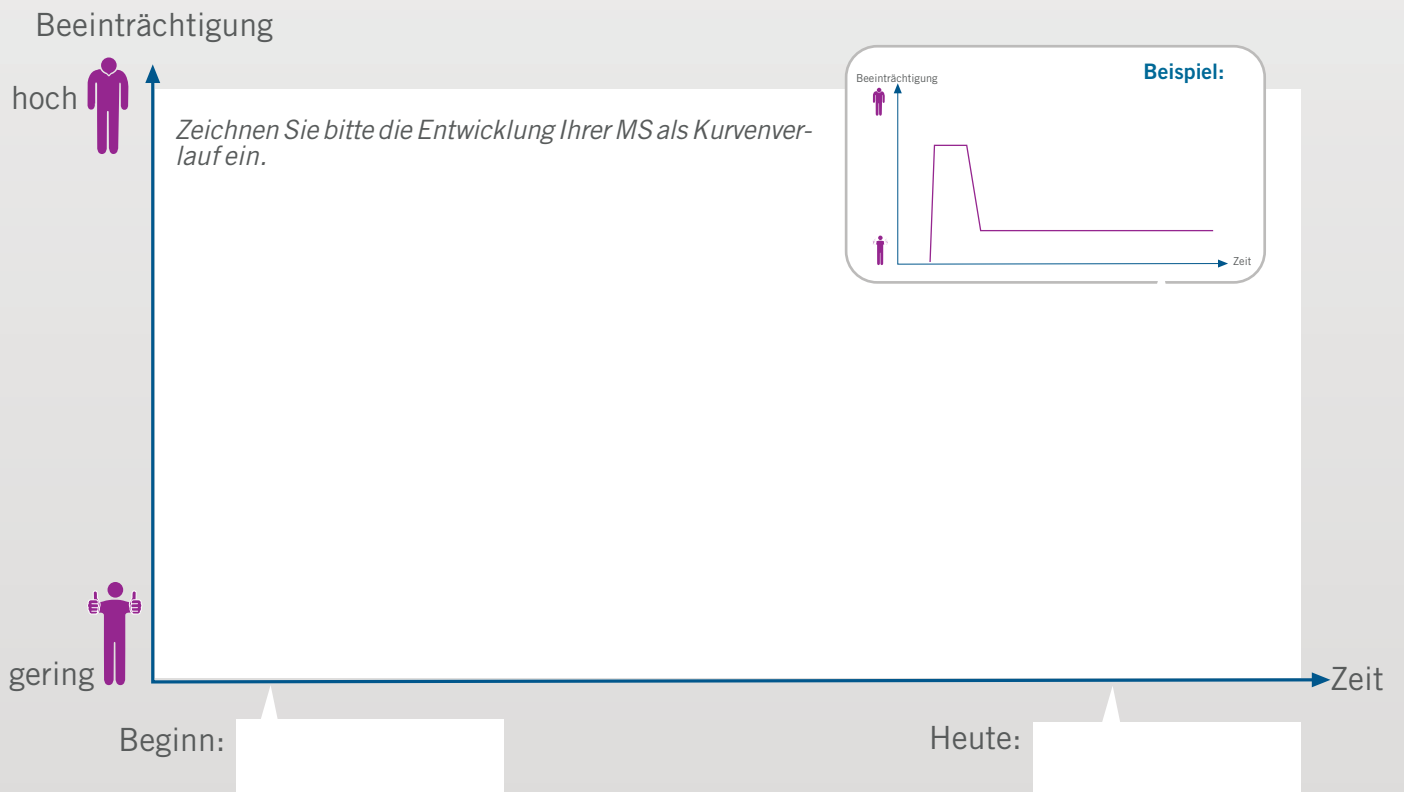 Beeinträchtigung
hoch
Zeichnen Sie bitte die Entwicklung Ihrer MS als Kurvenver-
lauf ein.
Beispiel:
Beeinträchtigung
Zeit
gering
Zeit
Beginn:
Heute: